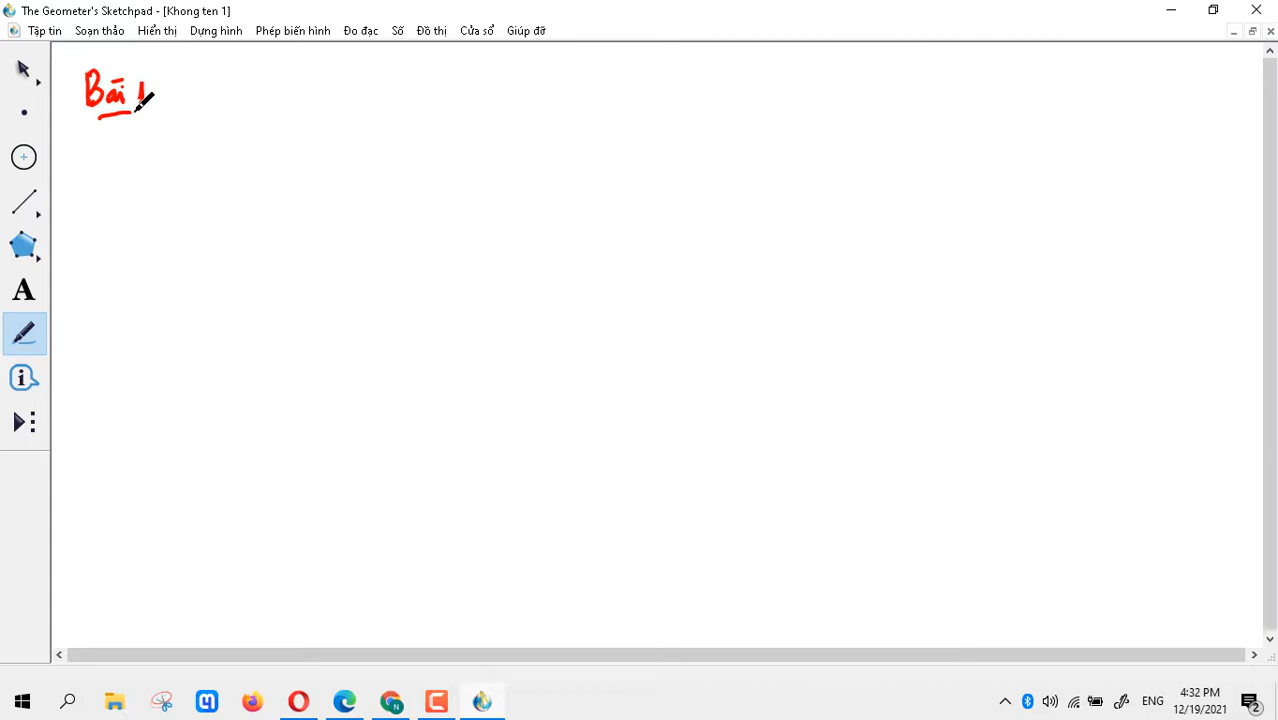 The Geometer's Sketchpad - [Khong ten 1]
Tập tin Soạn thảo Hiển thị Dựng hình Phép biến hình Đo đạc Số Đồ thị Cửa sổ Giúp đỡ
Bài 1
A
ENG
4:32 PM
12/19/2021
2